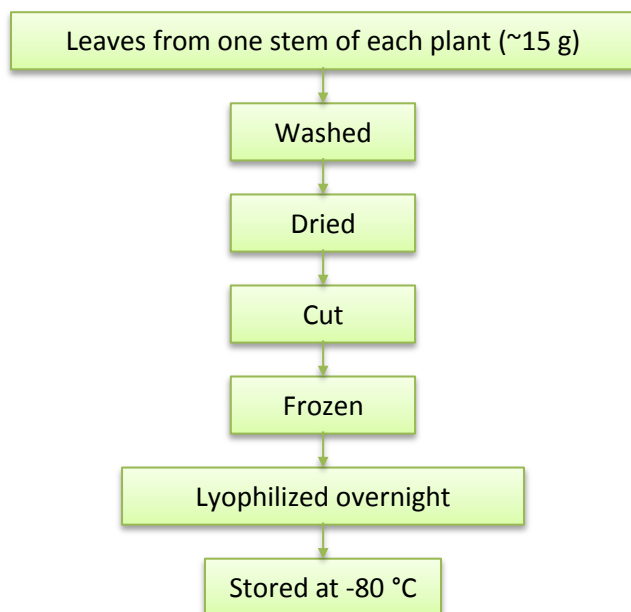 Leaves from one stem of each plant (~15 g)
Washed
Dried
Cut
Frozen
Lyophilized overnight
Stored at -80 °C